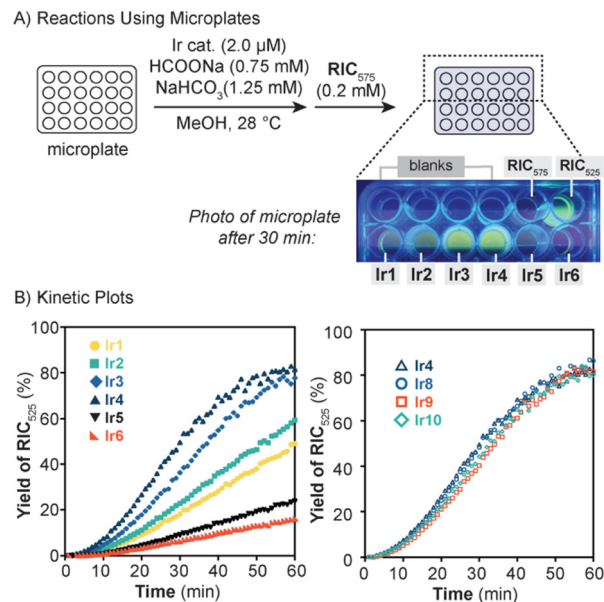 A) Reactions Using Microplates
Ir cat. (2.0 µM)
HCOONa (0.75 mM)
NaHCO3(1.25 mM)
MeOH, 28 °C
RIC575
(0.2 mM)
microplate
blanks
RIC575
RIC525
Photo of microplate
after 30 min:
Ir1 Ir2 Ir3 Ir4 Ir5 Ir6
B) Kinetic Plots
Yield of RIC525 (%)
100
80
60
40
20
0
Ir1
Ir2
Ir3
Ir4
Ir5
Ir6
0 10 20 30 40 50 60
Time (min)
Yield of RIC525 (%)
100
80
60
40
20
80
Ir4
Ir8
Ir9
Ir10
0 10 20 30 40 50 60
Time (min)